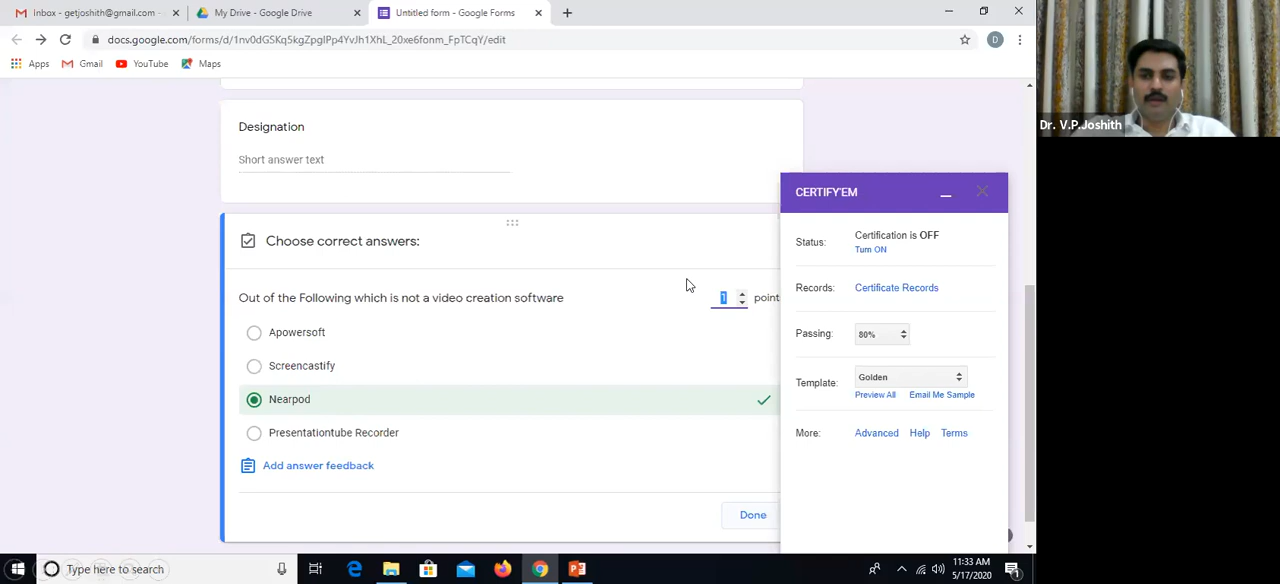 Inbox - getjoshith@gmail.com -
My Drive - Google Drive
Untitled form - Google Forms
docs.google.com/forms/d/1nv0dGSKq5kgZpgIPp4YvJh1XhL_20xe6fonm_FpTCqY/edit
D
Apps
Gmail
YouTube
Maps
Dr. V.P.Joshith
Designation
Short answer text
Choose correct answers:
Out of the Following which is not a video creation software
1
point
Apowersoft
Screencastify
Nearpod
Presentationtube Recorder
Add answer feedback
Done
CERTIFY'EM
Status:
Certification is OFF
Turn ON
Records:
Certificate Records
Passing:
80%
Template:
Golden
Preview All
Email Me Sample
More:
Advanced
Help
Terms
Type here to search
11:33 AM
5/17/2020